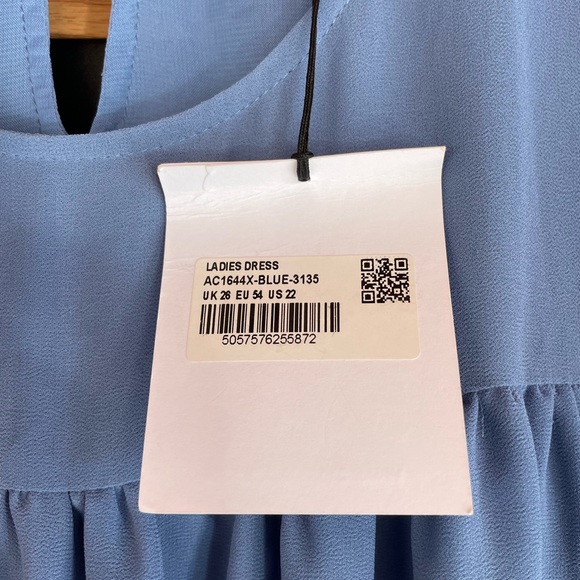 LADIES DRESS
AC1644X-BLUE-3135
UK 26 EU 54 US 22
5057576255872